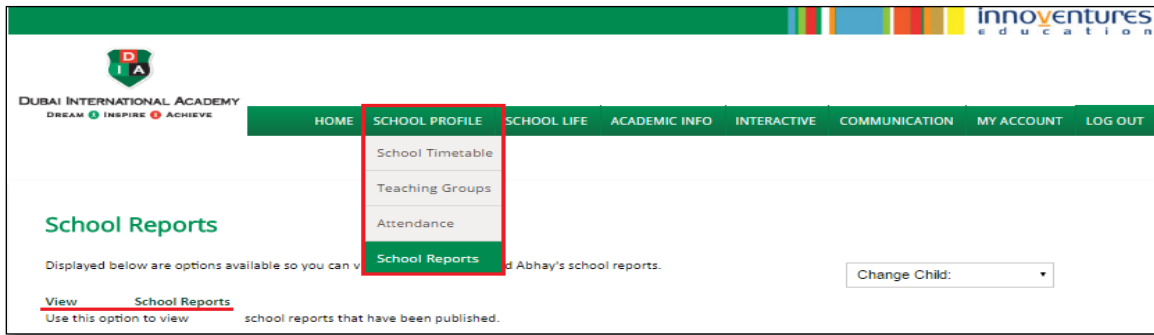 innoventures
education
D
I A
DUBAI INTERNATIONAL ACADEMY
DREAM INSPIRE ACHIEVE
HOME SCHOOL PROFILE SCHOOL LIFE ACADEMIC INFO INTERACTIVE COMMUNICATION MY ACCOUNT LOG OUT
School Timetable
Teaching Groups
Attendance
School Reports
School Reports
Displayed below are options available so you can v d Abhay's school reports.
Change Child:
View School Reports
Use this option to view school reports that have been published.